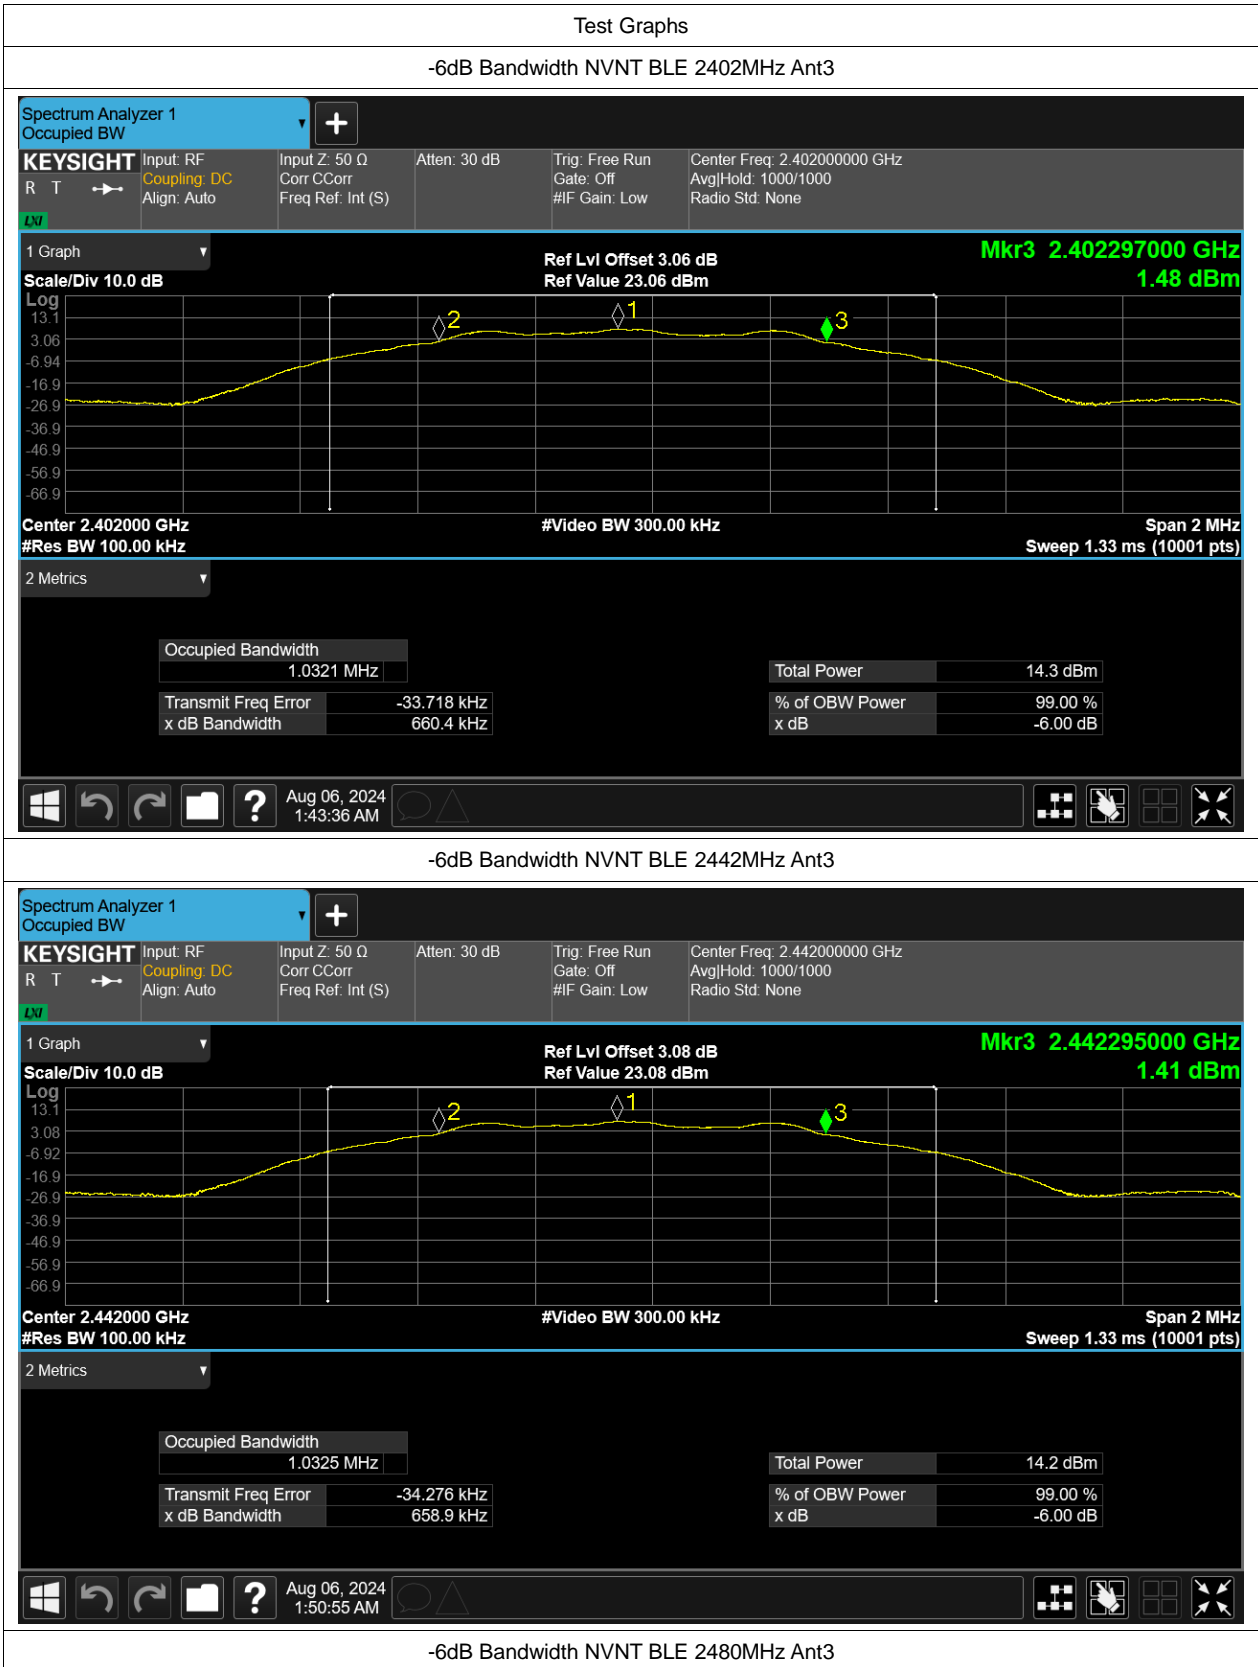 Test Graphs
-6dB Bandwidth NVNT BLE 2402MHz Ant3
Spectrum Analyzer 1
Occupied BW
KEYSIGHT Input: RF Input Z: 50 Ω Atten: 30 dB Trig: Free Run Center Freq: 2.402000000 GHz
R T Coupling: DC Corr CCorr Gate: Off Avg|Hold: 1000/1000
Align: Auto Freq Ref: Int (S) #IF Gain: Low Radio Std: None
LXI
1 Graph Ref Lvl Offset 3.06 dB Mkr3 2.402297000 GHz
Scale/Div 10.0 dB Ref Value 23.06 dBm 1.48 dBm
Log
13.1
3.06
-6.94
-16.9
-26.9
-36.9
-46.9
-56.9
-66.9
2 1 3
Center 2.402000 GHz #Video BW 300.00 kHz Span 2 MHz
#Res BW 100.00 kHz Sweep 1.33 ms (10001 pts)
2 Metrics
Occupied Bandwidth
1.0321 MHz Total Power 14.3 dBm
Transmit Freq Error -33.718 kHz % of OBW Power 99.00 %
x dB Bandwidth 660.4 kHz x dB -6.00 dB
Aug 06, 2024
1:43:36 AM
-6dB Bandwidth NVNT BLE 2442MHz Ant3
Spectrum Analyzer 1
Occupied BW
KEYSIGHT Input: RF Input Z: 50 Ω Atten: 30 dB Trig: Free Run Center Freq: 2.442000000 GHz
R T Coupling: DC Corr CCorr Gate: Off Avg|Hold: 1000/1000
Align: Auto Freq Ref: Int (S) #IF Gain: Low Radio Std: None
LXI
1 Graph Ref Lvl Offset 3.08 dB Mkr3 2.442295000 GHz
Scale/Div 10.0 dB Ref Value 23.08 dBm 1.41 dBm
Log
13.1
3.08
-6.92
-16.9
-26.9
-36.9
-46.9
-56.9
-66.9
2 1 3
Center 2.442000 GHz #Video BW 300.00 kHz Span 2 MHz
#Res BW 100.00 kHz Sweep 1.33 ms (10001 pts)
2 Metrics
Occupied Bandwidth
1.0325 MHz Total Power 14.2 dBm
Transmit Freq Error -34.276 kHz % of OBW Power 99.00 %
x dB Bandwidth 658.9 kHz x dB -6.00 dB
Aug 06, 2024
1:50:55 AM
-6dB Bandwidth NVNT BLE 2480MHz Ant3